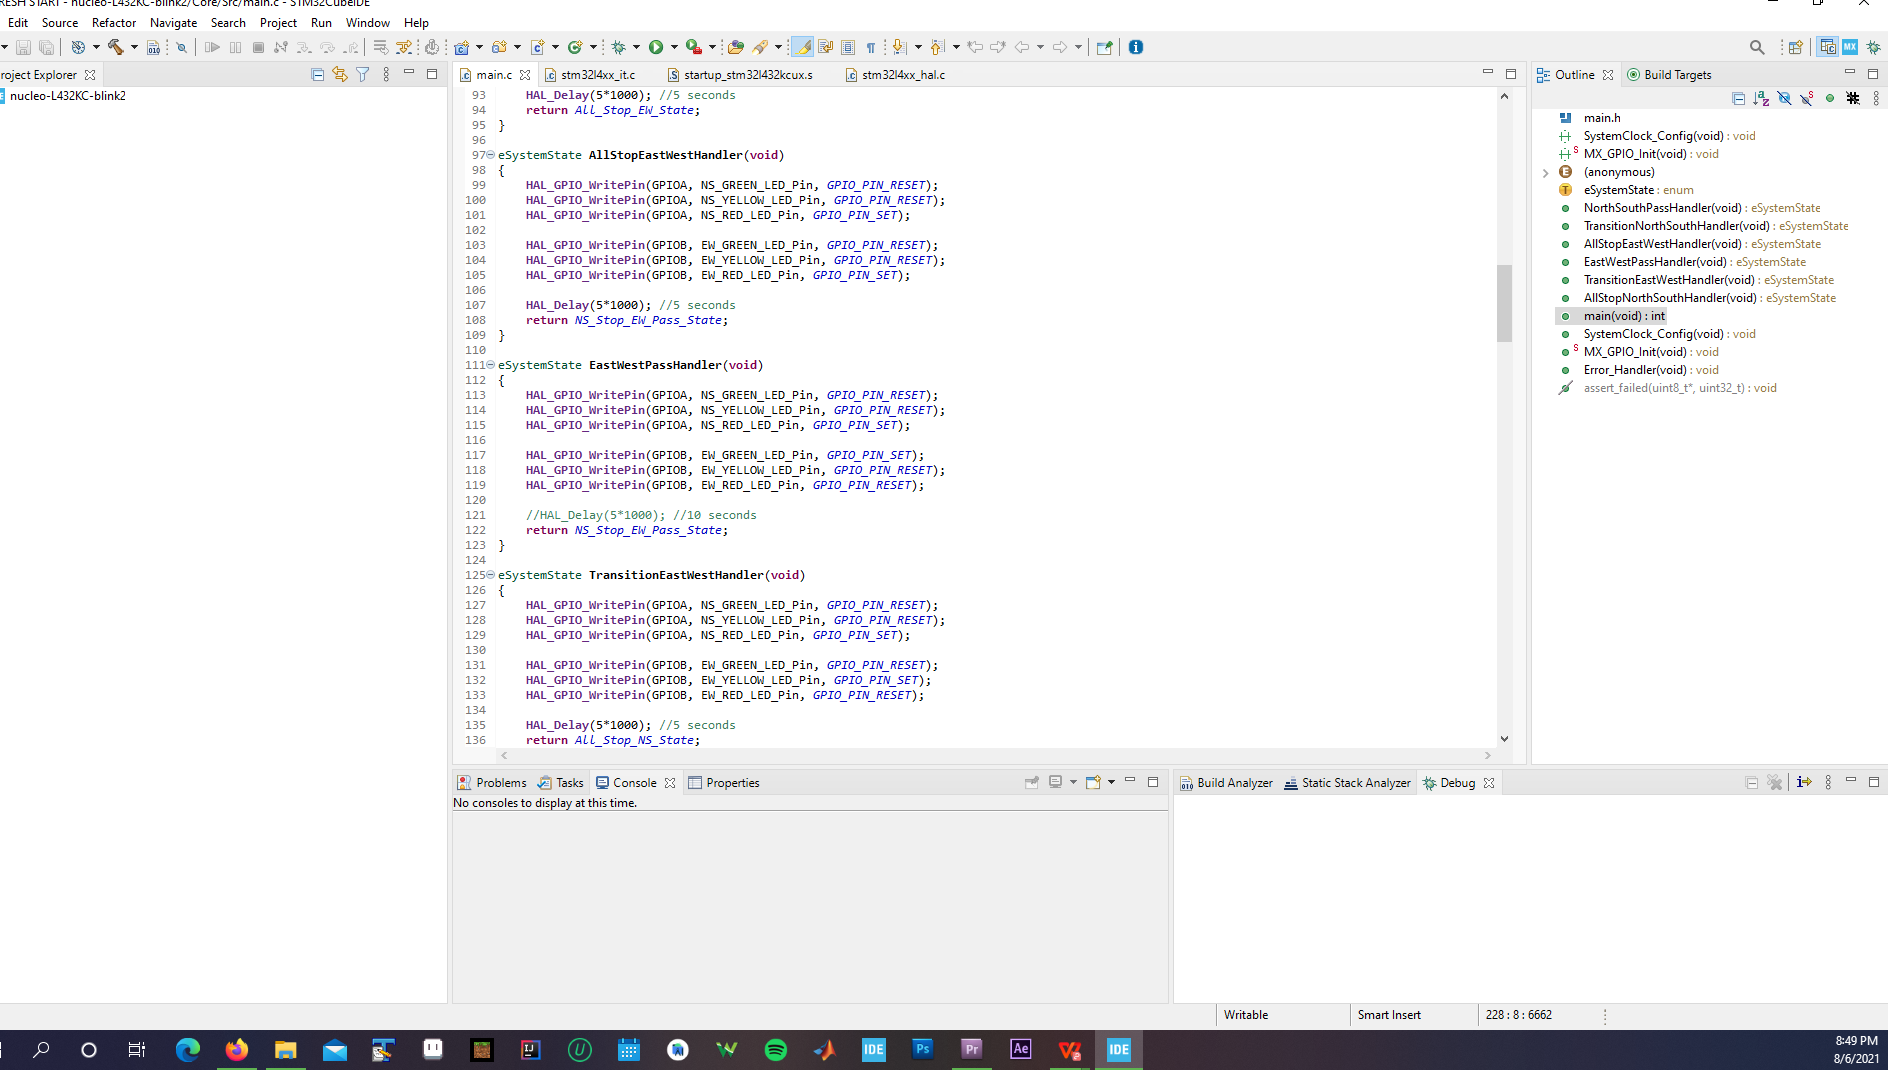 RESH START - nucleo-L432KC-blink2/Core/Src/main.c - STM32CubeIDE
Edit Source Refactor Navigate Search Project Run Window Help
roject Explorer
nucleo-L432KC-blink2
main.c stm32l4xx_it.c startup_stm32l432kcux.s stm32l4xx_hal.c
93 HAL_Delay(5*1000); //5 seconds
94 return All_Stop_EW_State;
95 }
96
97 eSystemState AllStopEastWestHandler(void)
98 {
99 HAL_GPIO_WritePin(GPIOA, NS_GREEN_LED_Pin, GPIO_PIN_RESET);
100 HAL_GPIO_WritePin(GPIOA, NS_YELLOW_LED_Pin, GPIO_PIN_RESET);
101 HAL_GPIO_WritePin(GPIOA, NS_RED_LED_Pin, GPIO_PIN_SET);
102
103 HAL_GPIO_WritePin(GPIOB, EW_GREEN_LED_Pin, GPIO_PIN_RESET);
104 HAL_GPIO_WritePin(GPIOB, EW_YELLOW_LED_Pin, GPIO_PIN_RESET);
105 HAL_GPIO_WritePin(GPIOB, EW_RED_LED_Pin, GPIO_PIN_SET);
106
107 HAL_Delay(5*1000); //5 seconds
108 return NS_Stop_EW_Pass_State;
109 }
110
111 eSystemState EastWestPassHandler(void)
112 {
113 HAL_GPIO_WritePin(GPIOA, NS_GREEN_LED_Pin, GPIO_PIN_RESET);
114 HAL_GPIO_WritePin(GPIOA, NS_YELLOW_LED_Pin, GPIO_PIN_RESET);
115 HAL_GPIO_WritePin(GPIOA, NS_RED_LED_Pin, GPIO_PIN_SET);
116
117 HAL_GPIO_WritePin(GPIOB, EW_GREEN_LED_Pin, GPIO_PIN_SET);
118 HAL_GPIO_WritePin(GPIOB, EW_YELLOW_LED_Pin, GPIO_PIN_RESET);
119 HAL_GPIO_WritePin(GPIOB, EW_RED_LED_Pin, GPIO_PIN_RESET);
120
121 //HAL_Delay(5*1000); //10 seconds
122 return NS_Stop_EW_Pass_State;
123 }
124
125 eSystemState TransitionEastWestHandler(void)
126 {
127 HAL_GPIO_WritePin(GPIOA, NS_GREEN_LED_Pin, GPIO_PIN_RESET);
128 HAL_GPIO_WritePin(GPIOA, NS_YELLOW_LED_Pin, GPIO_PIN_RESET);
129 HAL_GPIO_WritePin(GPIOA, NS_RED_LED_Pin, GPIO_PIN_SET);
130
131 HAL_GPIO_WritePin(GPIOB, EW_GREEN_LED_Pin, GPIO_PIN_RESET);
132 HAL_GPIO_WritePin(GPIOB, EW_YELLOW_LED_Pin, GPIO_PIN_SET);
133 HAL_GPIO_WritePin(GPIOB, EW_RED_LED_Pin, GPIO_PIN_RESET);
134
135 HAL_Delay(5*1000); //5 seconds
136 return All_Stop_NS_State;
Outline Build Targets
main.h
SystemClock_Config(void) : void
MX_GPIO_Init(void) : void
(anonymous)
eSystemState : enum
NorthSouthPassHandler(void) : eSystemState
TransitionNorthSouthHandler(void) : eSystemState
AllStopEastWestHandler(void) : eSystemState
EastWestPassHandler(void) : eSystemState
TransitionEastWestHandler(void) : eSystemState
AllStopNorthSouthHandler(void) : eSystemState
main(void) : int
SystemClock_Config(void) : void
MX_GPIO_Init(void) : void
Error_Handler(void) : void
assert_failed(uint8_t*, uint32_t) : void
Problems Tasks Console Properties
No consoles to display at this time.
Build Analyzer Static Stack Analyzer Debug
Writable Smart Insert 228 : 8 : 6662
IDE Ps Pr Ae IDE
8:49 PM
8/6/2021